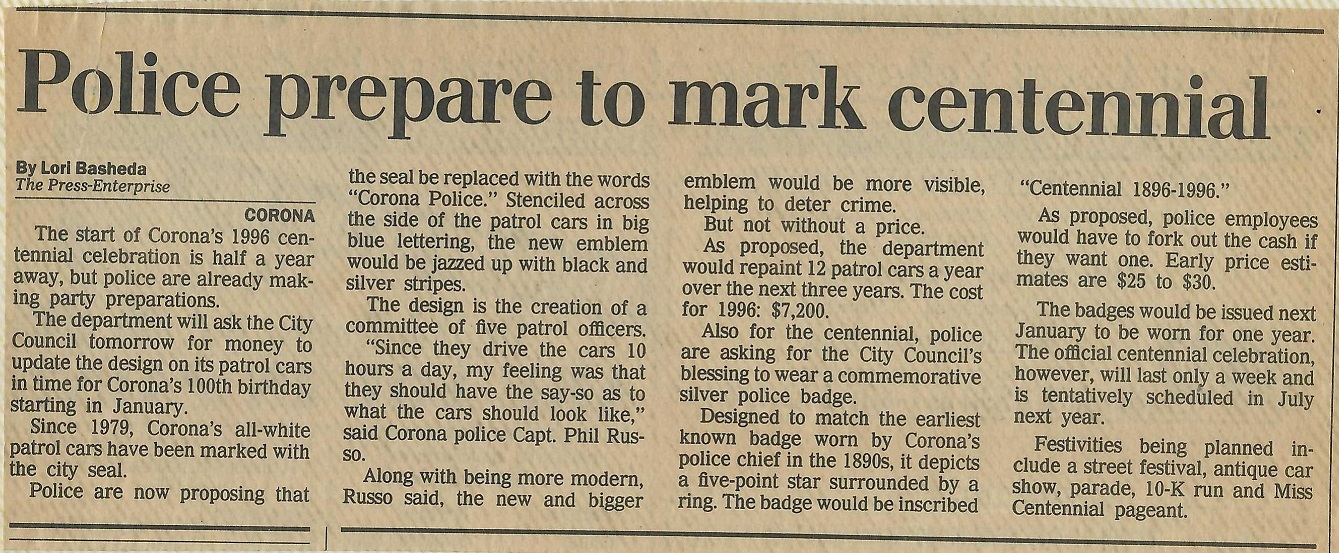 Police prepare to mark centennial
By Lori Basheda
The Press-Enterprise
CORONA
The start of Corona's 1996 cen-
tennial celebration is half a year
away, but police are already mak-
ing party preparations.
The department will ask the City
Council tomorrow for money to
update the design on its patrol cars
in time for Corona's 100th birthday
starting in January.
Since 1979, Corona's all-white
patrol cars have been marked with
the city seal.
Police are now proposing that
the seal be replaced with the words
“Corona Police.” Stenciled across
the side of the patrol cars in big
blue lettering, the new emblem
would be jazzed up with black and
silver stripes.
The design is the creation of a
committee of five patrol officers.
“Since they drive the cars 10
hours a day, my feeling was that
they should have the say-so as to
what the cars should look like,”
said Corona police Capt. Phil Rus-
so.
Along with being more modern,
Russo said, the new and bigger
emblem would be more visible,
helping to deter crime.
But not without a price.
As proposed, the department
would repaint 12 patrol cars a year
over the next three years. The cost
for 1996: $7,200.
Also for the centennial, police
are asking for the City Council's
blessing to wear a commemorative
silver police badge.
Designed to match the earliest
known badge worn by Corona's
police chief in the 1890s, it depicts
a five-point star surrounded by a
ring. The badge would be inscribed
“Centennial 1896-1996.”
As proposed, police employees
would have to fork out the cash if
they want one. Early price esti-
mates are $25 to $30.
The badges would be issued next
January to be worn for one year.
The official centennial celebration,
however, will last only a week and
is tentatively scheduled in July
next year.
Festivities being planned in-
clude a street festival, antique car
show, parade, 10-K run and Miss
Centennial pageant.